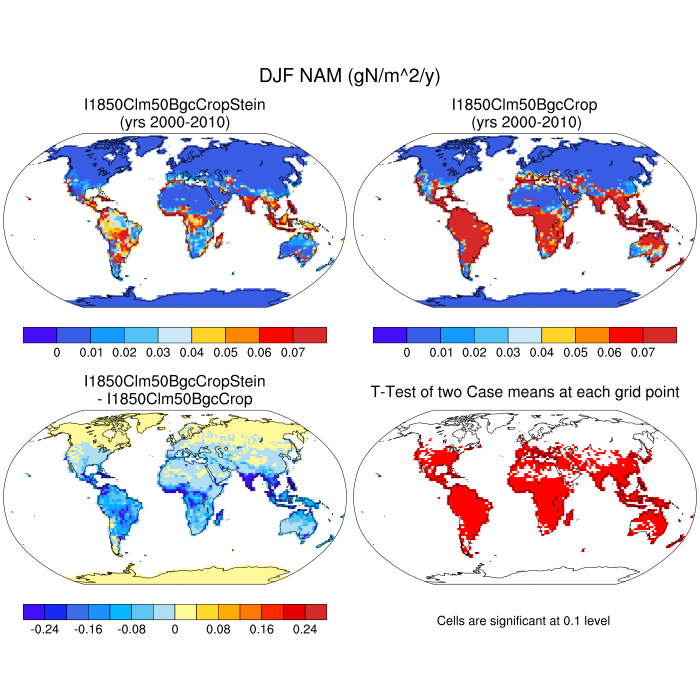 DJF NAM (gN/m^2/y)
I1850Clm50BgcCropStein
(yrs 2000-2010)
I1850Clm50BgcCrop
(yrs 2000-2010)
0 0.01 0.02 0.03 0.04 0.05 0.06 0.07
0 0.01 0.02 0.03 0.04 0.05 0.06 0.07
I1850Clm50BgcCropStein
- I1850Clm50BgcCrop
T-Test of two Case means at each grid point
-0.24 -0.16 -0.08 0 0.08 0.16 0.24
Cells are significant at 0.1 level